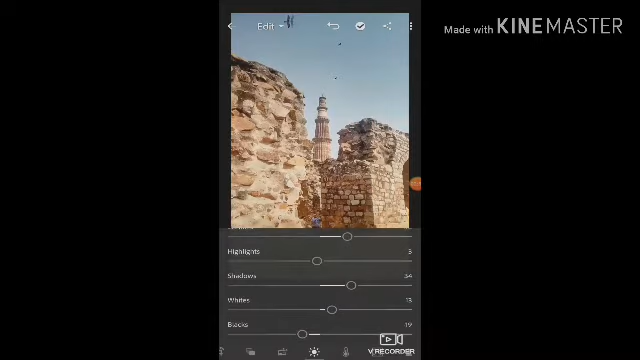 Edit
Made with KINEMASTER
Highlights 3
Shadows 34
Whites 13
Blacks 19
V RECORDER